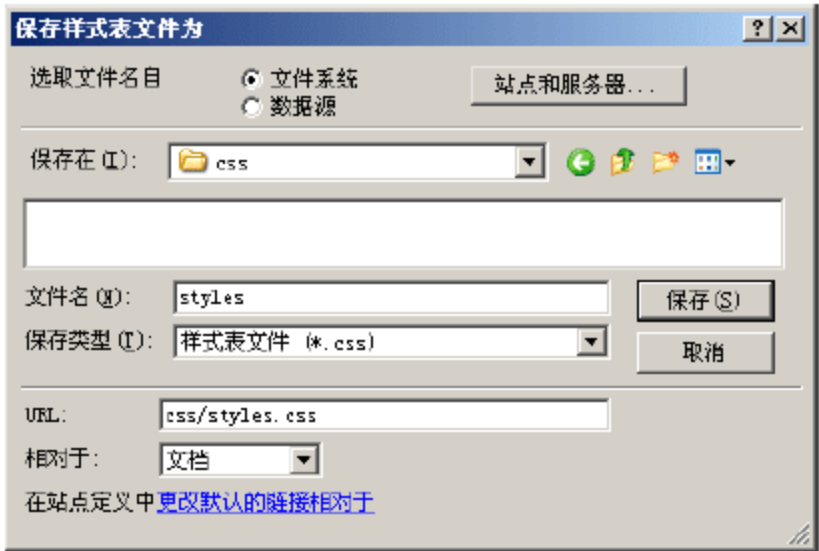 保存样式表文件为
选取文件名自 文件系统 站点和服务器...
数据源
保存在(I): css
文件名(N): styles 保存(S)
保存类型(T): 样式表文件 (*.css)
取消
URL: css/styles.css
相对于: 文档
在站点定义中更改默认的链接相对于